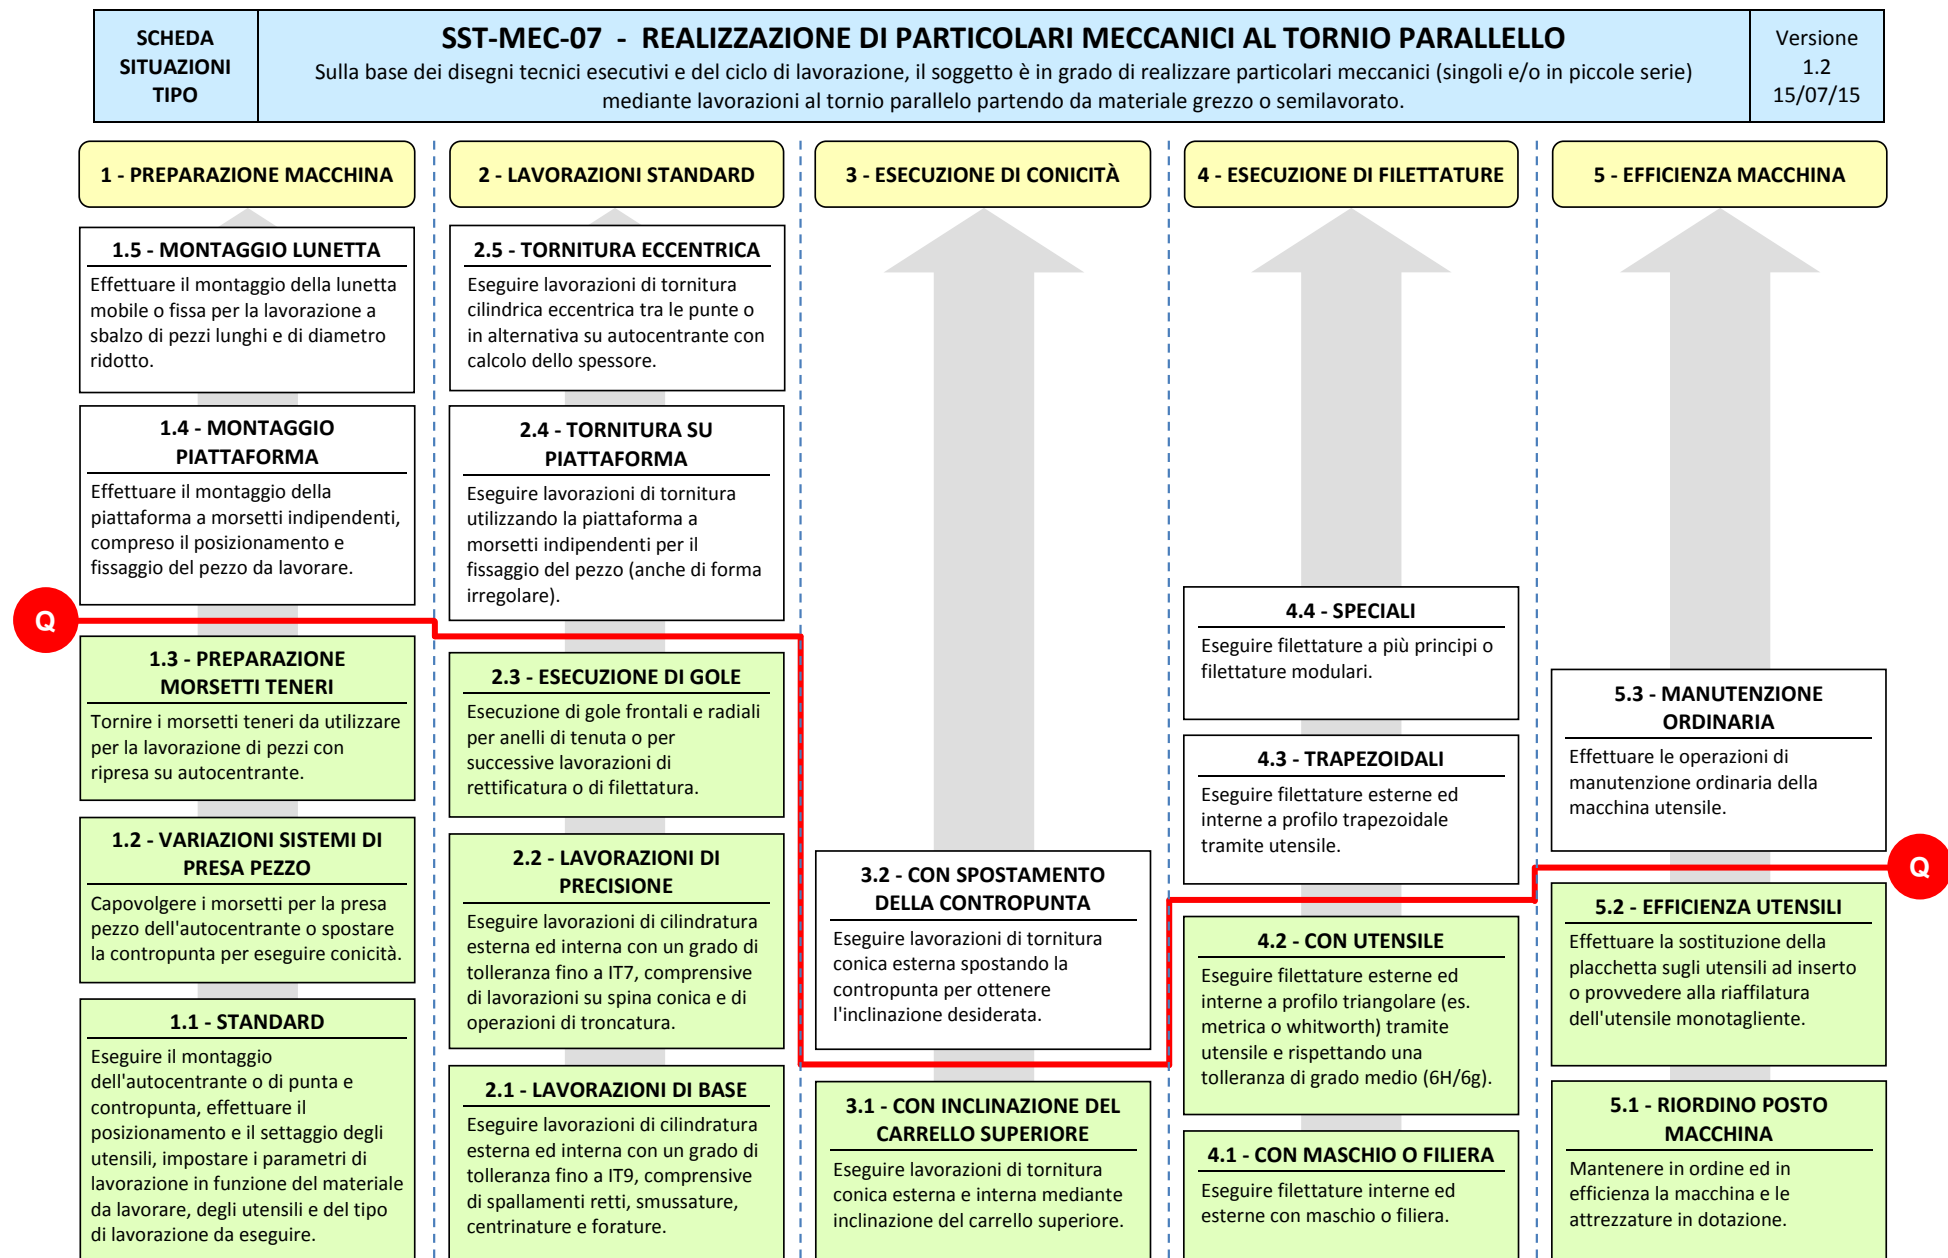 SCHEDA
SITUAZIONI
TIPO
SST-MEC-07 - REALIZZAZIONE DI PARTICOLARI MECCANICI AL TORNIO PARALLELLO
Sulla base dei disegni tecnici esecutivi e del ciclo di lavorazione, il soggetto è in grado di realizzare particolari meccanici (singoli e/o in piccole serie)
mediante lavorazioni al tornio parallelo partendo da materiale grezzo o semilavorato.
Versione
1.2
15/07/15
1 - PREPARAZIONE MACCHINA
1.5 - MONTAGGIO LUNETTA
Effettuare il montaggio della lunetta
mobile o fissa per la lavorazione a
sbalzo di pezzi lunghi e di diametro
ridotto.
1.4 - MONTAGGIO
PIATTAFORMA
Effettuare il montaggio della
piattaforma a morsetti indipendenti,
compreso il posizionamento e
fissaggio del pezzo da lavorare.
Q
1.3 - PREPARAZIONE
MORSETTI TENERI
Tornire i morsetti teneri da utilizzare
per la lavorazione di pezzi con
ripresa su autocentrante.
1.2 - VARIAZIONI SISTEMI DI
PRESA PEZZO
Capovolgere i morsetti per la presa
pezzo dell'autocentrante o spostare
la contropunta per eseguire conicità.
1.1 - STANDARD
Eseguire il montaggio
dell'autocentrante o di punta e
contropunta, effettuare il
posizionamento e il settaggio degli
utensili, impostare i parametri di
lavorazione in funzione del materiale
da lavorare, degli utensili e del tipo
di lavorazione da eseguire.
2 - LAVORAZIONI STANDARD
2.5 - TORNITURA ECCENTRICA
Eseguire lavorazioni di tornitura
cilindrica eccentrica tra le punte o
in alternativa su autocentrante con
calcolo dello spessore.
2.4 - TORNITURA SU
PIATTAFORMA
Eseguire lavorazioni di tornitura
utilizzando la piattaforma a
morsetti indipendenti per il
fissaggio del pezzo (anche di forma
irregolare).
2.3 - ESECUZIONE DI GOLE
Esecuzione di gole frontali e radiali
per anelli di tenuta o per
successive lavorazioni di
rettificatura o di filettatura.
2.2 - LAVORAZIONI DI
PRECISIONE
Eseguire lavorazioni di cilindratura
esterna ed interna con un grado di
tolleranza fino a IT7, comprensive
di lavorazioni su spina conica e di
operazioni di troncatura.
2.1 - LAVORAZIONI DI BASE
Eseguire lavorazioni di cilindratura
esterna ed interna con un grado di
tolleranza fino a IT9, comprensive
di spallamenti retti, smussature,
centrinature e forature.
3 - ESECUZIONE DI CONICITÀ
3.2 - CON SPOSTAMENTO
DELLA CONTROPUNTA
Eseguire lavorazioni di tornitura
conica esterna spostando la
contropunta per ottenere
l'inclinazione desiderata.
3.1 - CON INCLINAZIONE DEL
CARRELLO SUPERIORE
Eseguire lavorazioni di tornitura
conica esterna e interna mediante
inclinazione del carrello superiore.
4 - ESECUZIONE DI FILETTATURE
4.4 - SPECIALI
Eseguire filettature a più principi o
filettature modulari.
4.3 - TRAPEZOIDALI
Eseguire filettature esterne ed
interne a profilo trapezoidale
tramite utensile.
4.2 - CON UTENSILE
Eseguire filettature esterne ed
interne a profilo triangolare (es.
metrica o whitworth) tramite
utensile e rispettando una
tolleranza di grado medio (6H/6g).
4.1 - CON MASCHIO O FILIERA
Eseguire filettature interne ed
esterne con maschio o filiera.
5 - EFFICIENZA MACCHINA
5.3 - MANUTENZIONE
ORDINARIA
Effettuare le operazioni di
manutenzione ordinaria della
macchina utensile.
Q
5.2 - EFFICIENZA UTENSILI
Effettuare la sostituzione della
placchetta sugli utensili ad inserto
o provvedere alla riaffilatura
dell'utensile monotagliente.
5.1 - RIORDINO POSTO
MACCHINA
Mantenere in ordine ed in
efficienza la macchina e le
attrezzature in dotazione.